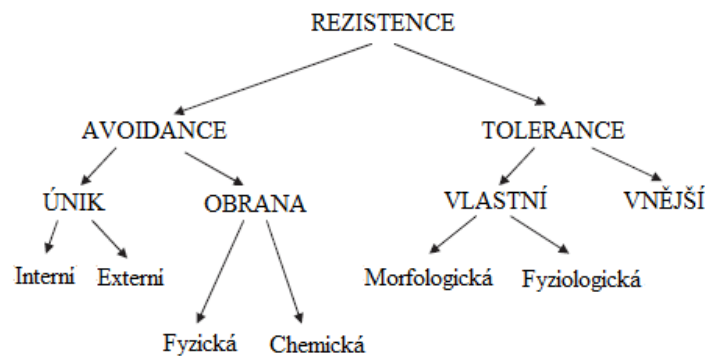 REZISTENCE
AVOIDANCE
TOLERANCE
ÚNIK
OBRANA
VLASTNÍ
VNĚJŠÍ
Interní
Externí
Morfologická
Fyziologická
Fyzická
Chemická